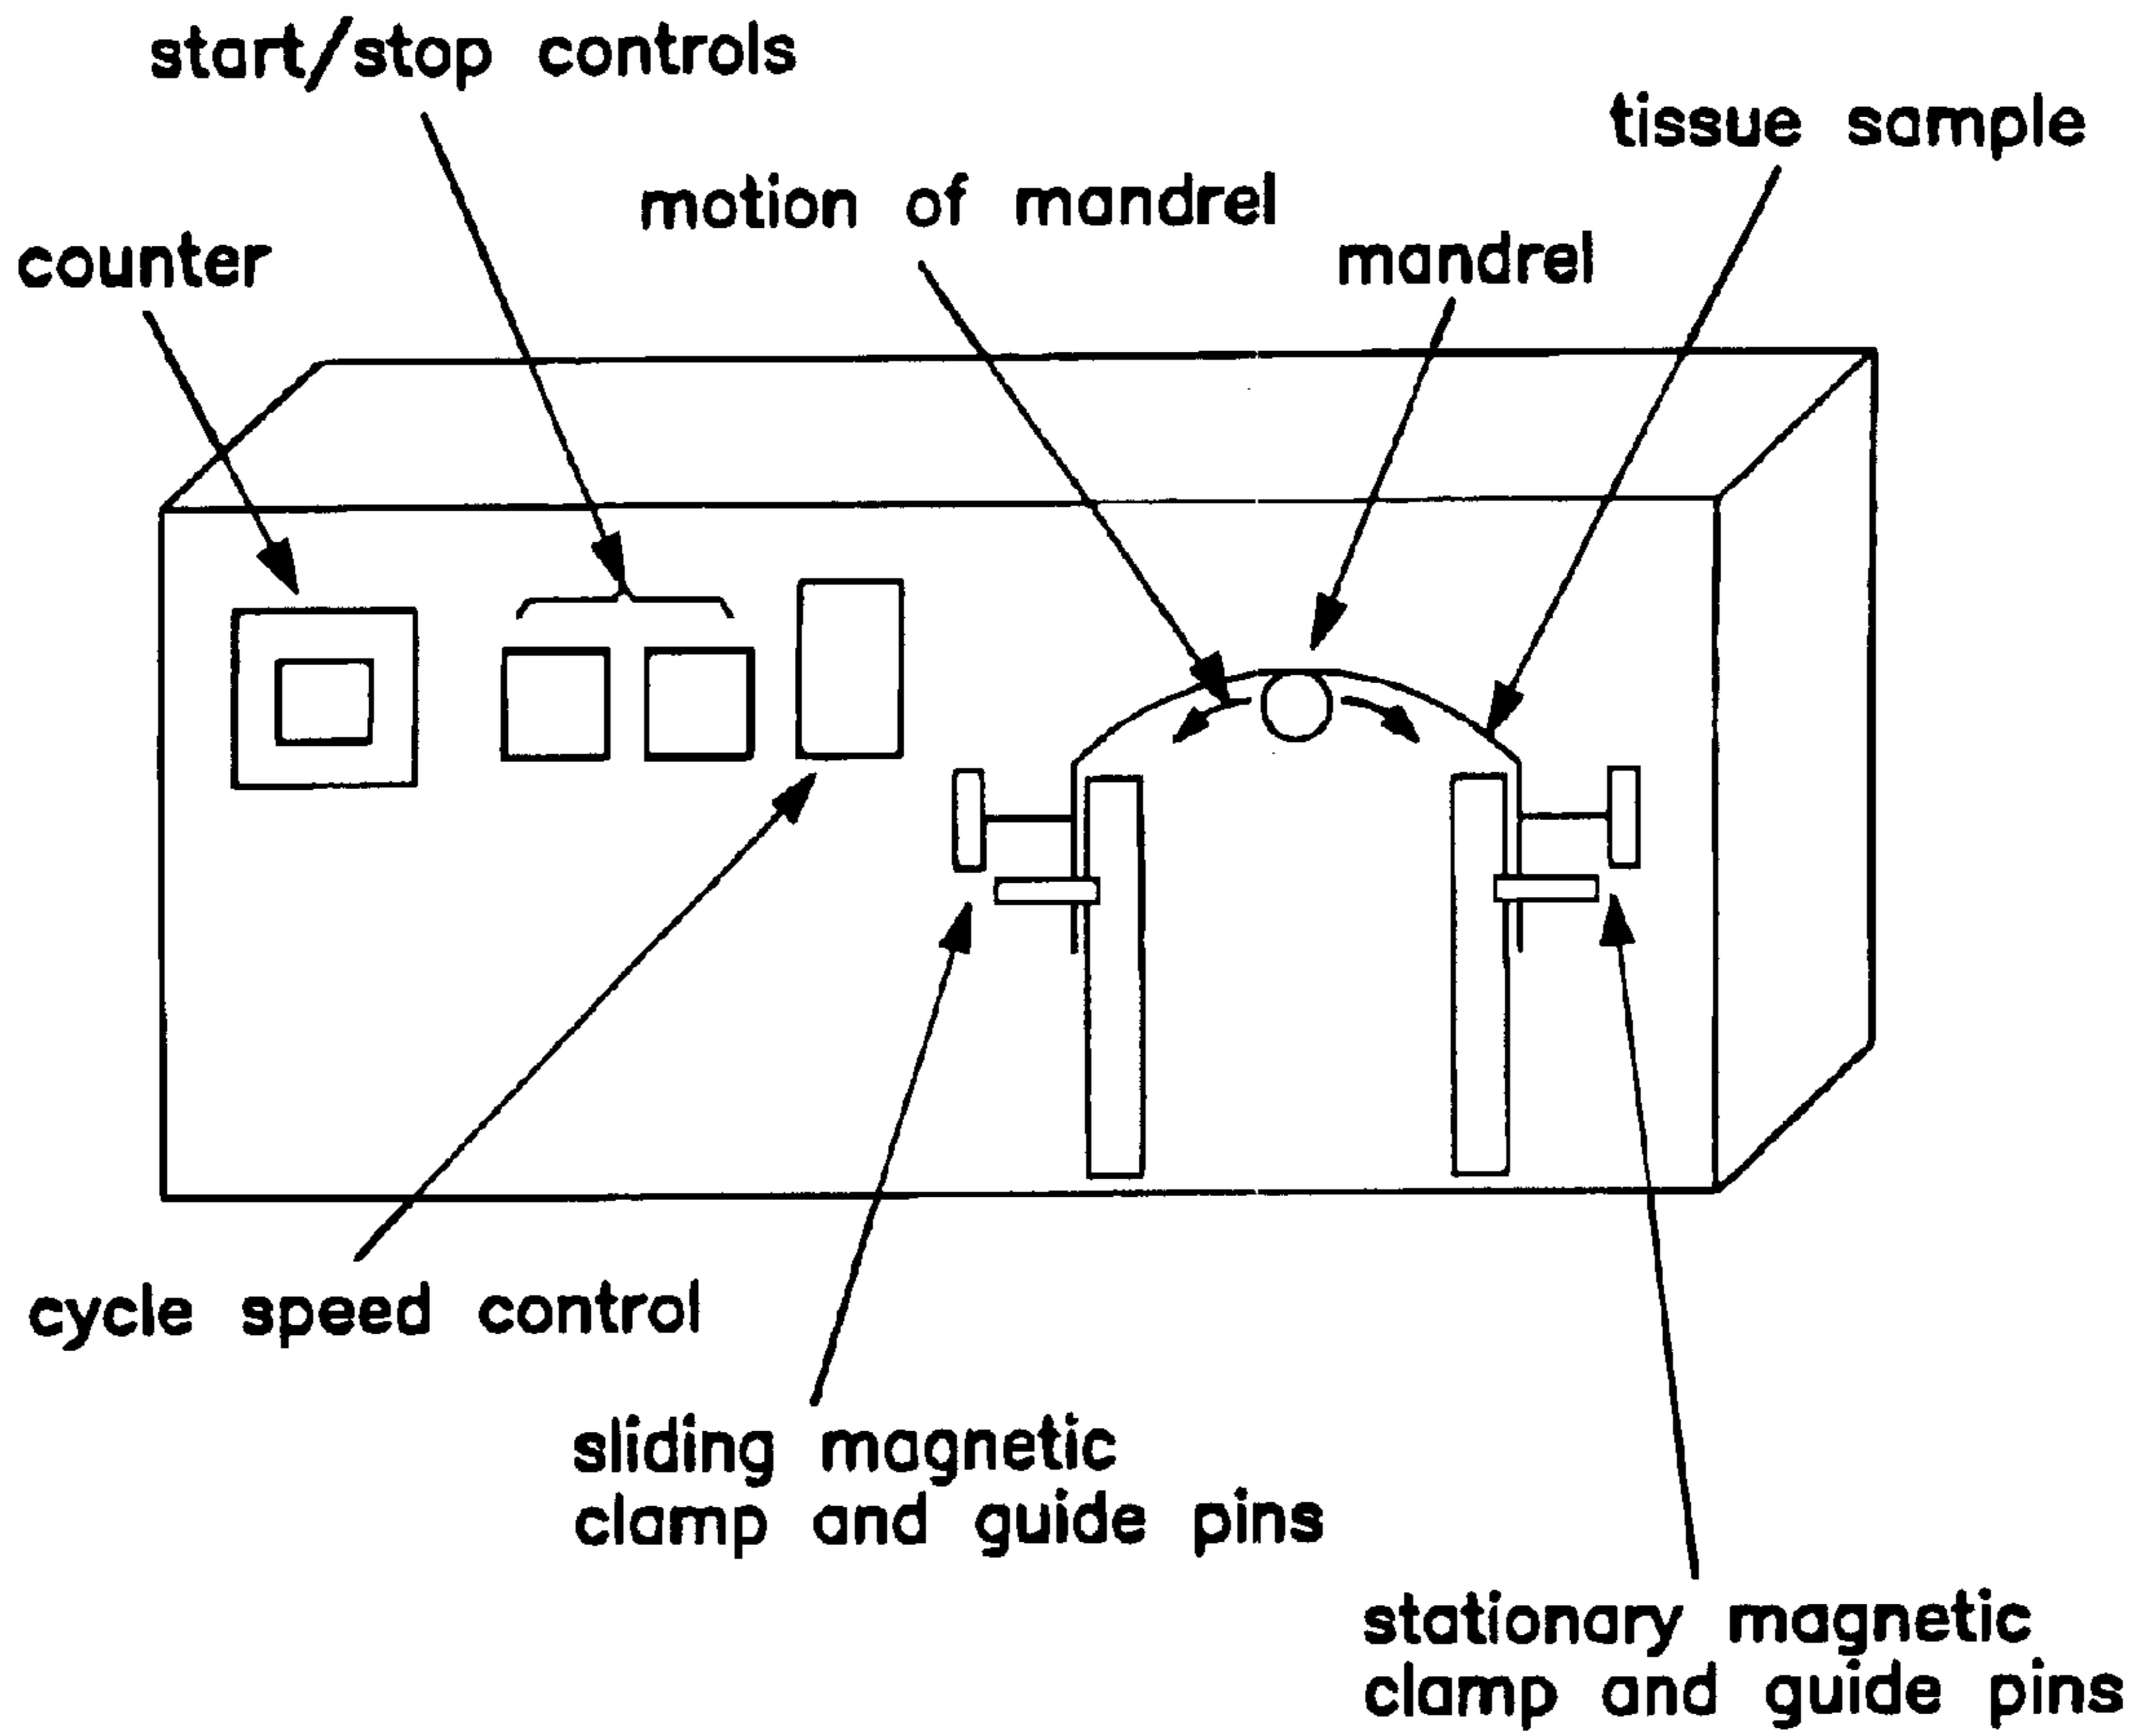 start/stop controls
tissue sample
motion of mandrel
mandrel
counter
cycle speed control
sliding magnetic
clamp and guide pins
stationary magnetic
clamp and guide pins